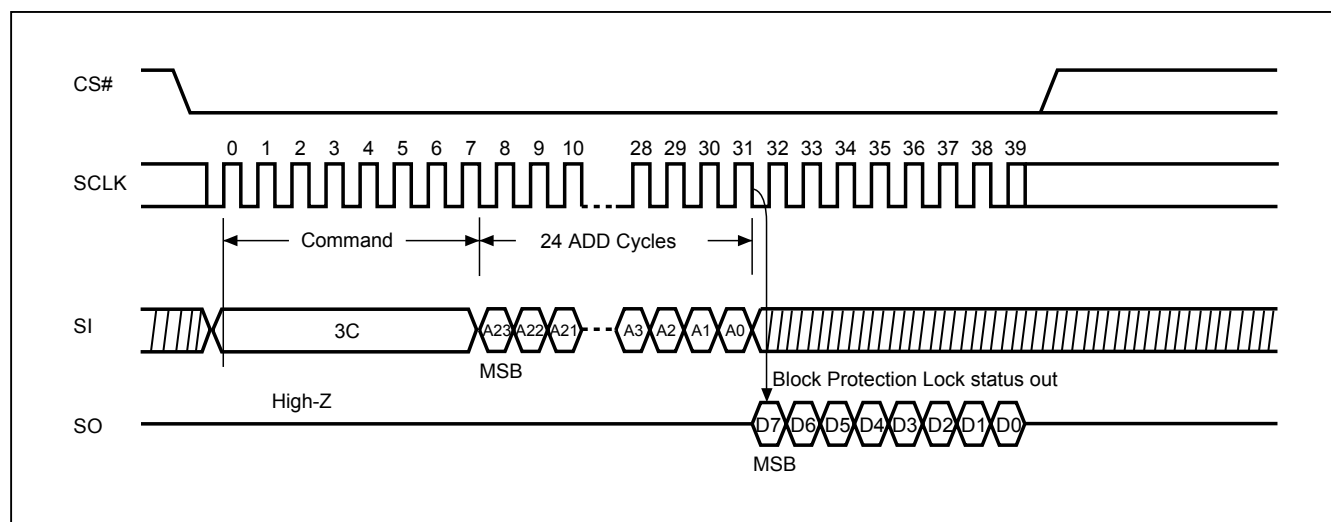 CS#
0 1 2 3 4 5 6 7 8 9 10 28 29 30 31 32 33 34 35 36 37 38 39
SCLK
Command 24 ADD Cycles
SI 3C A23 A22 A21 A3 A2 A1 A0
MSB
Block Protection Lock status out
High-Z
SO D7 D6 D5 D4 D3 D2 D1 D0
MSB